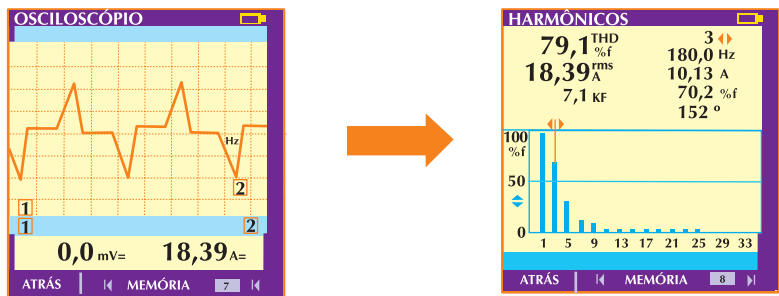 OSCILOSCÓPIO
Hz
2
1
1 2
0,0 mV= 18,39 A=
ATRÁS MEMÓRIA 7
HARMÔNICOS
79,1 THD %f
18,39 rms A
7,1 KF
3
180,0 Hz
10,13 A
70,2 %f
152 º
100
%f
50
0
1 5 9 13 17 21 25 29 33
ATRÁS MEMÓRIA 8